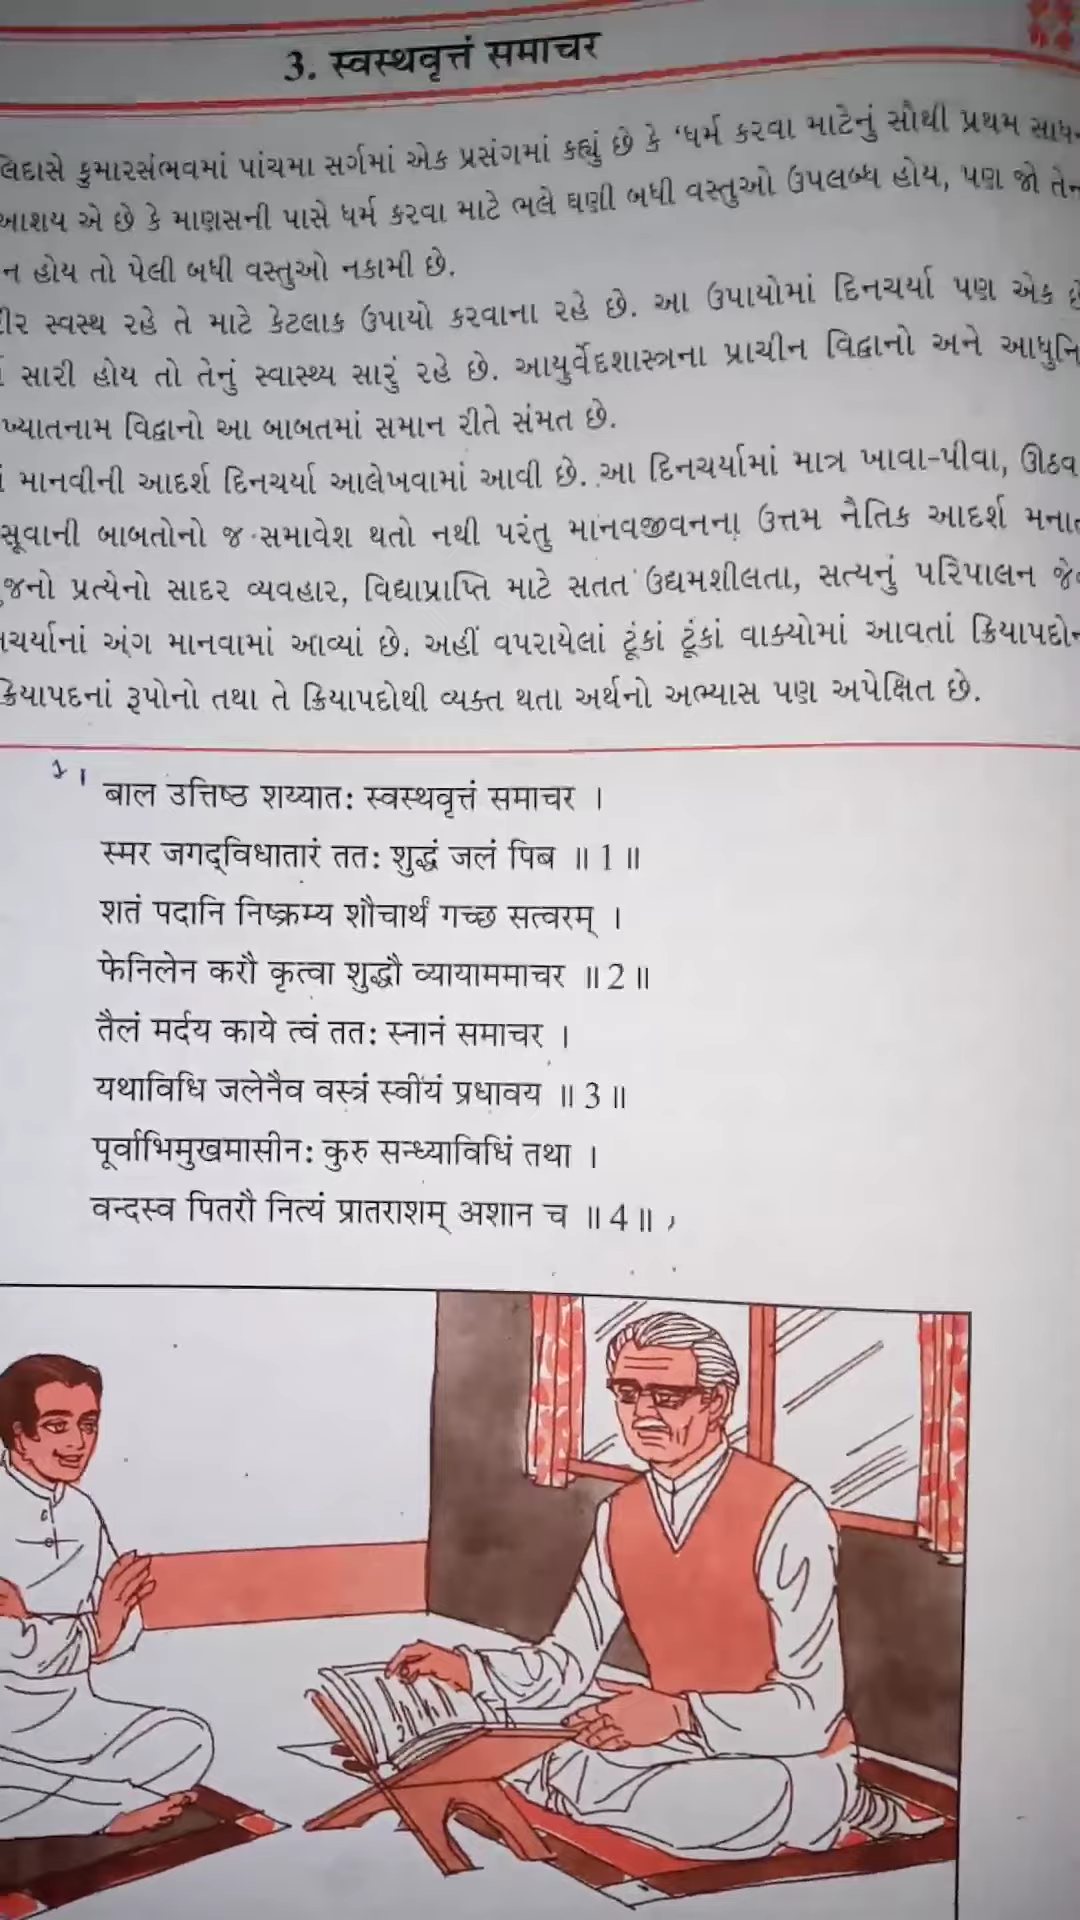 3. स्वस्थवृत्तं समाचर
લિદાસે કુમારસંભવમાં પાંચમા સર્ગમાં એક પ્રસંગમાં કહ્યું છે કે ‘ધર્મ કરવા માટેનું સૌથી પ્રથમ
આશય એ છે કે માણસની પાસે ધર્મ કરવા માટે ભલે ઘણી બધી વસ્તુઓ ઉપલબ્ધ હોય, પણ જો
ન હોય તો પેલી બધી વસ્તુઓ નકામી છે.
સ્વસ્થ રહે તે માટે કેટલાક ઉપાયો કરવાના રહે છે. આ ઉપાયોમાં દિનચર્યા પણ એક
સારી હોય તો તેનું સ્વાસ્થ્ય સારું રહે છે. આયુર્વેદશાસ્ત્રના પ્રાચીન વિદ્વાનો અને આધુનિ
ખ્યાતનામ વિદ્વાનો આ બાબતમાં સમાન રીતે સંમત છે.
માનવીની આદર્શ દિનચર્યા આલેખવામાં આવી છે. આ દિનચર્યામાં માત્ર ખાવા-પીવા, ઊઠવ
સૂવાની બાબતોનો જ સમાવેશ થતો નથી પરંતુ માનવજીવનના ઉત્તમ નૈતિક આદર્શ મનાત
જનો પ્રત્યેનો સાદર વ્યવહાર, વિદ્યાપ્રાપ્તિ માટે સતત ઉદ્યમશીલતા, સત્યનું પરિપાલન જે
ચર્યાનાં અંગ માનવામાં આવ્યાં છે. અહીં વપરાયેલાં ટૂંકાં ટૂંકાં વાક્યોમાં આવતાં ક્રિયાપદો
ક્રિયાપદનાં રૂપોનો તથા તે ક્રિયાપદોથી વ્યક્ત થતા અર્થનો અભ્યાસ પણ અપેક્ષિત છે.
बाल उत्तिष्ठ शय्यातः स्वस्थवृत्तं समाचर ।
स्मर जगद्‌विधातारं ततः शुद्धं जलं पिब ॥ 1 ॥
शतं पदानि निष्क्रम्य शौचार्थं गच्छ सत्वरम् ।
फेनिलेन करौ कृत्वा शुद्धौ व्यायाममाचर ॥ 2 ॥
तैलं मर्दय काये त्वं ततः स्नानं समाचर ।
यथाविधि जलेनैव वस्त्रं स्वीयं प्रधावय ॥ 3 ॥
पूर्वाभिमुखमासीनः कुरु सन्ध्याविधिं तथा ।
वन्दस्व पितरौ नित्यं प्रातराशम् अशान च ॥ 4 ॥